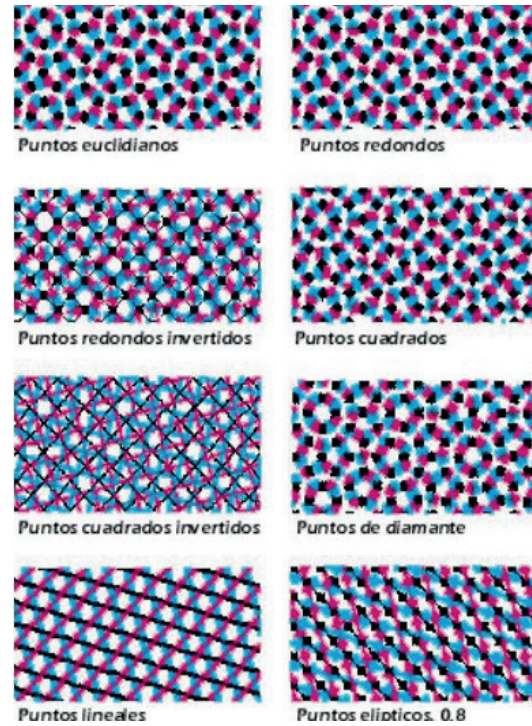 Puntos euclidianos
Puntos redondos
Puntos redondos invertidos
Puntos cuadrados
Puntos cuadrados invertidos
Puntos de diamante
Puntos lineales
Puntos elipticos, 0,8